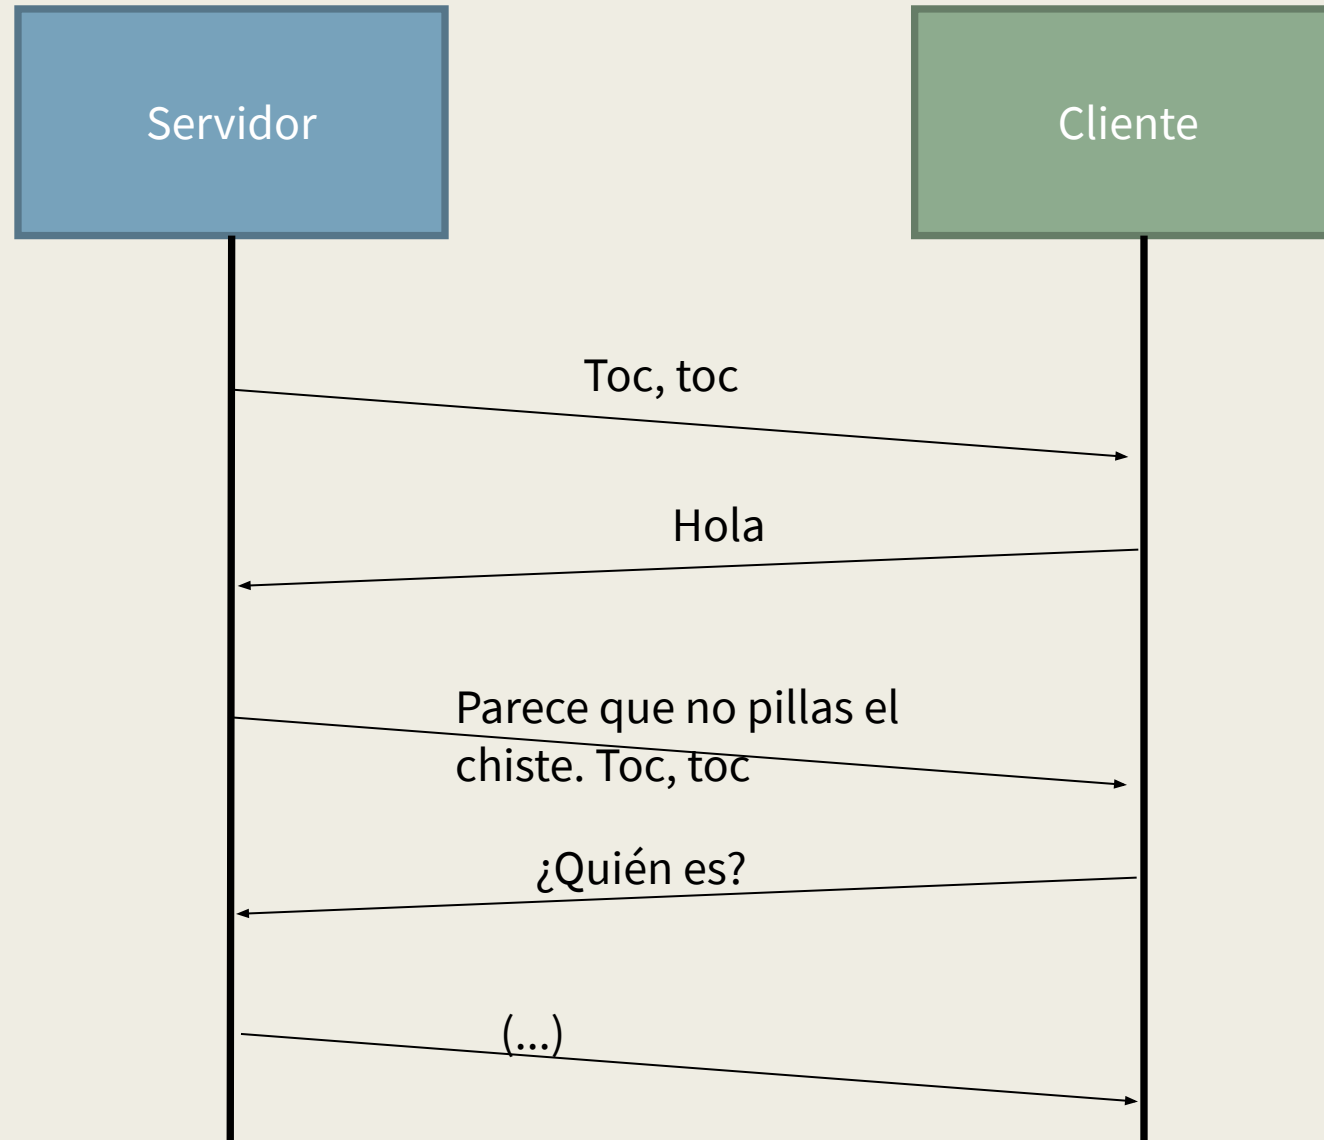 Servidor
Cliente
Toc, toc
Hola
Parece que no pillas el
chiste. Toc, toc
¿Quién es?
(...)